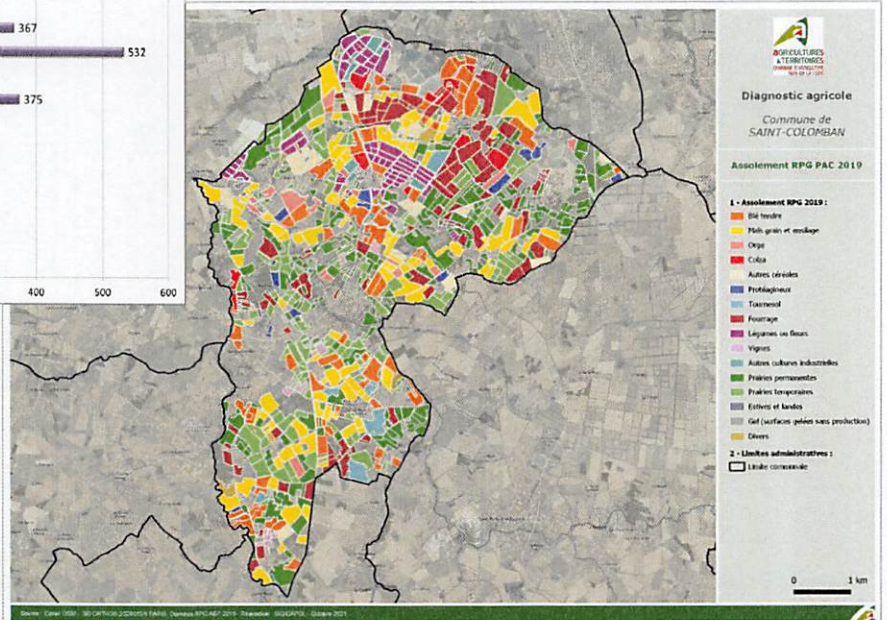 367
532
375
400 500 600
AGRICULTURES
& TERRITOIRES
Diagnostic agricole
Commune de
SAINT-COLOMBAN
Assolement RPG PAC 2019
1 - Assolement RPG 2019 :
Blé tendre
Maïs grain et ensilage
Orge
Colza
Autres céréales
Protéagineux
Tournesol
Fourrage
Légumes ou fleurs
Vignes
Autres cultures industrielles
Prairies permanentes
Prairies temporaires
Estives et landes
Gel (surfaces gelées sans production)
Divers
2 - Limites administratives :
Limite communale
0 1 km